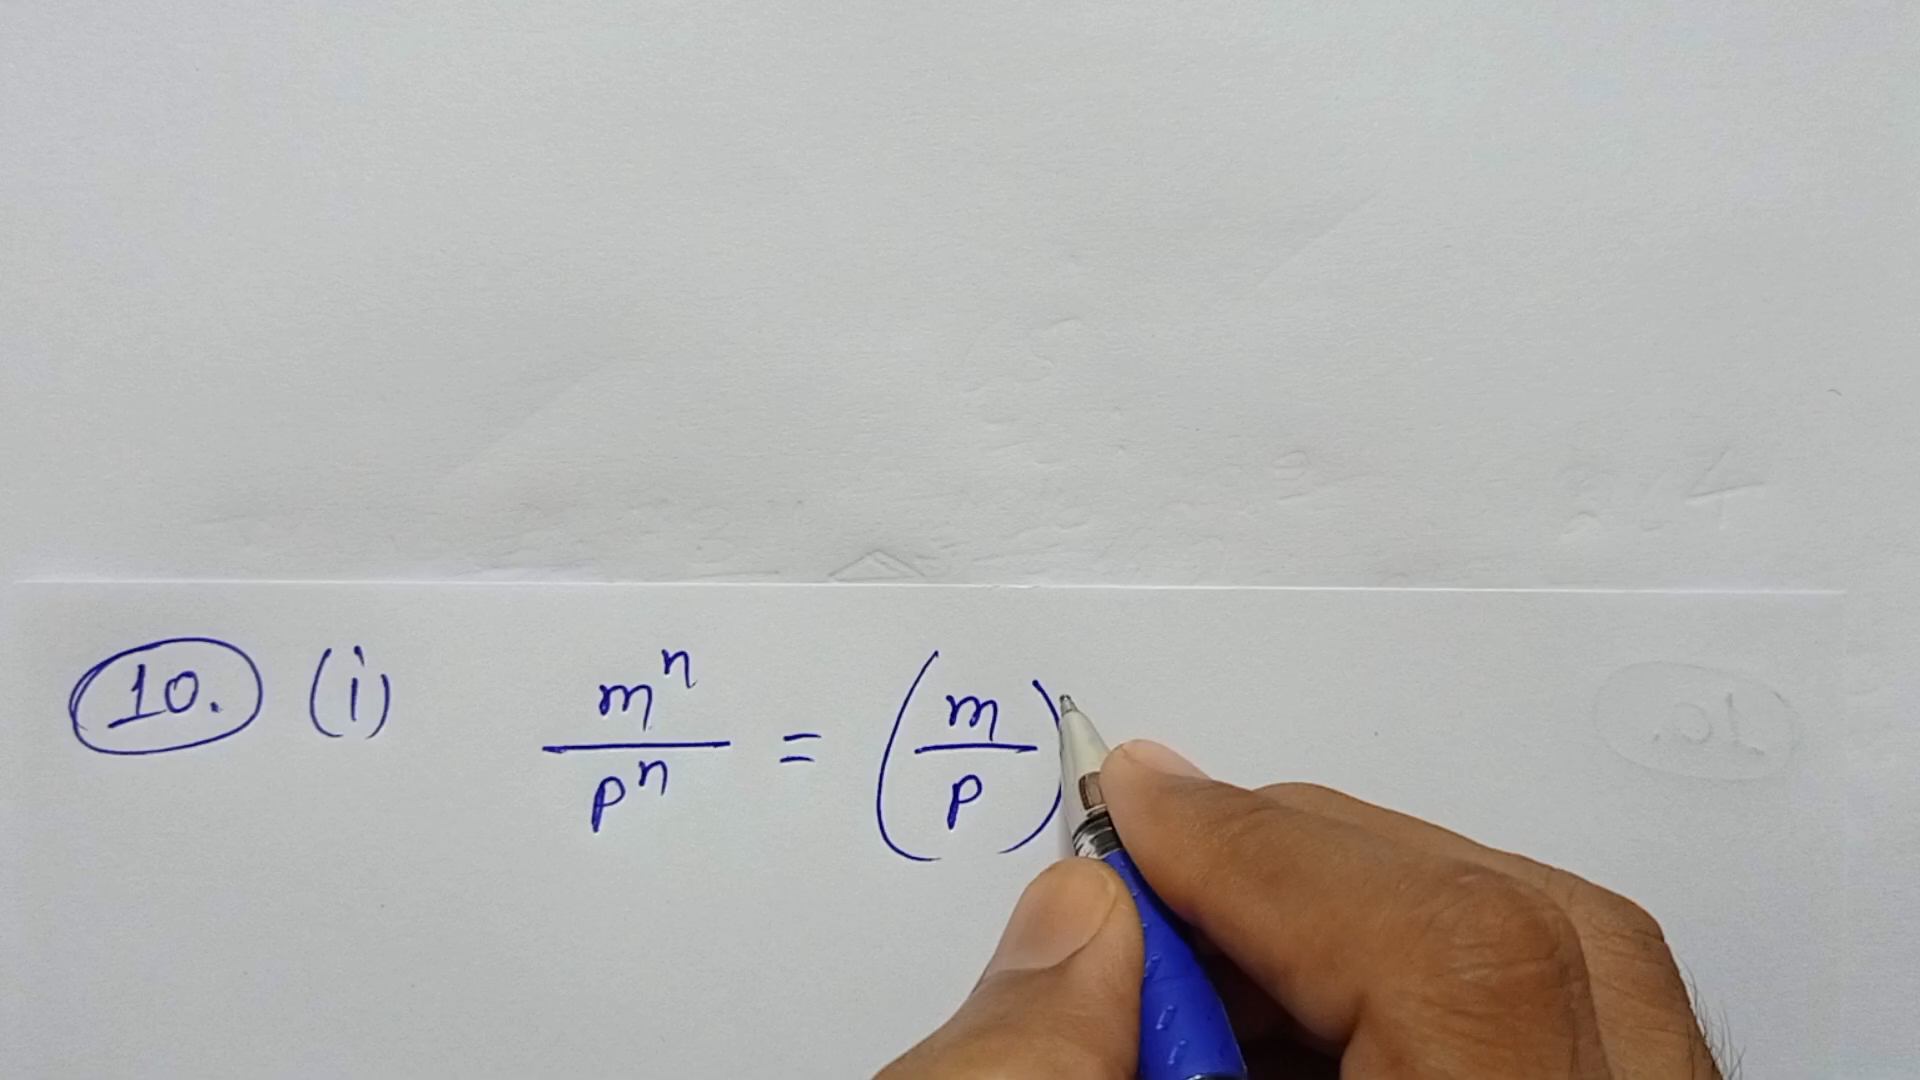 10. (i) m^n / p^n = (m / p)